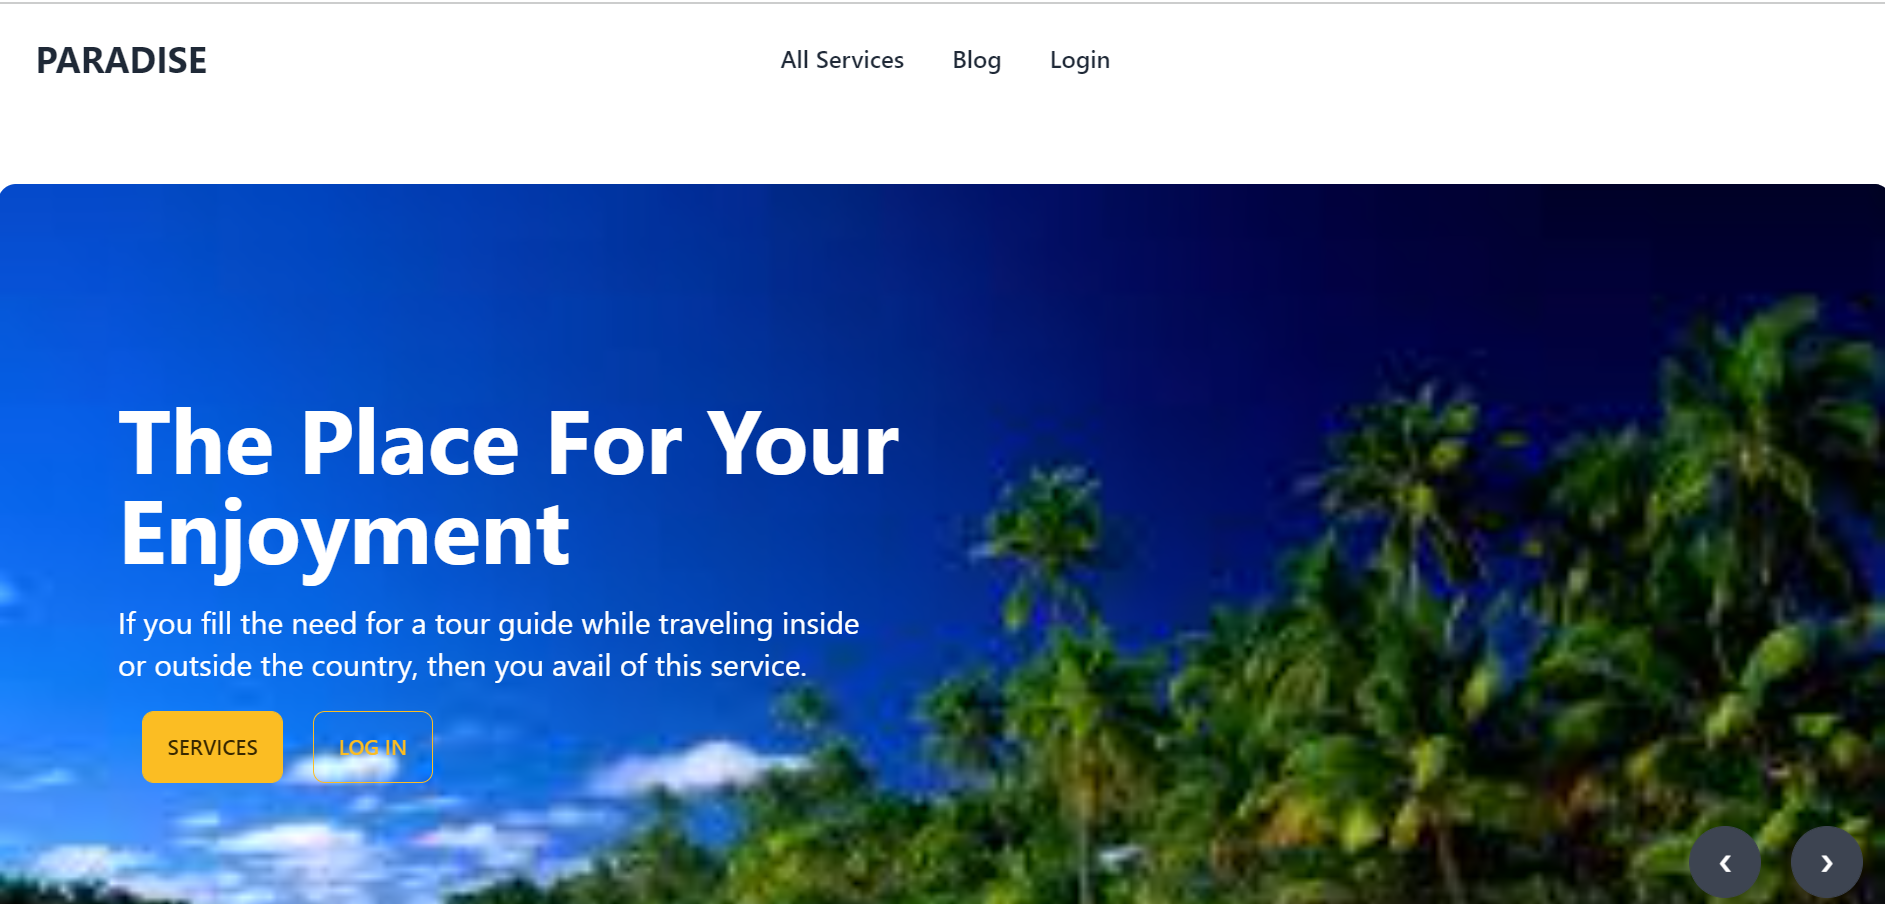 PARADISE
All Services Blog Login
The Place For Your
Enjoyment
If you fill the need for a tour guide while traveling inside
or outside the country, then you avail of this service.
SERVICES LOG IN
❮ ❯